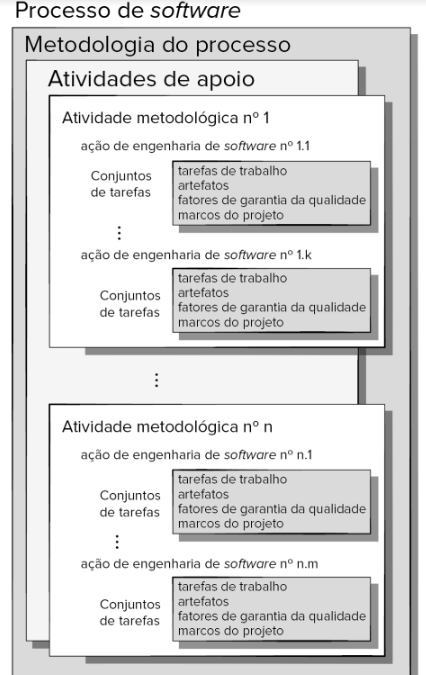 Processo de software
Metodologia do processo
Atividades de apoio
Atividade metodológica nº 1
ação de engenharia de software nº 1.1
Conjuntos
de tarefas
tarefas de trabalho
artefatos
fatores de garantia da qualidade
marcos do projeto
ação de engenharia de software nº 1.k
Conjuntos
de tarefas
tarefas de trabalho
artefatos
fatores de garantia da qualidade
marcos do projeto
Atividade metodológica nº n
ação de engenharia de software nº n.1
Conjuntos
de tarefas
tarefas de trabalho
artefatos
fatores de garantia da qualidade
marcos do projeto
ação de engenharia de software nº n.m
Conjuntos
de tarefas
tarefas de trabalho
artefatos
fatores de garantia da qualidade
marcos do projeto